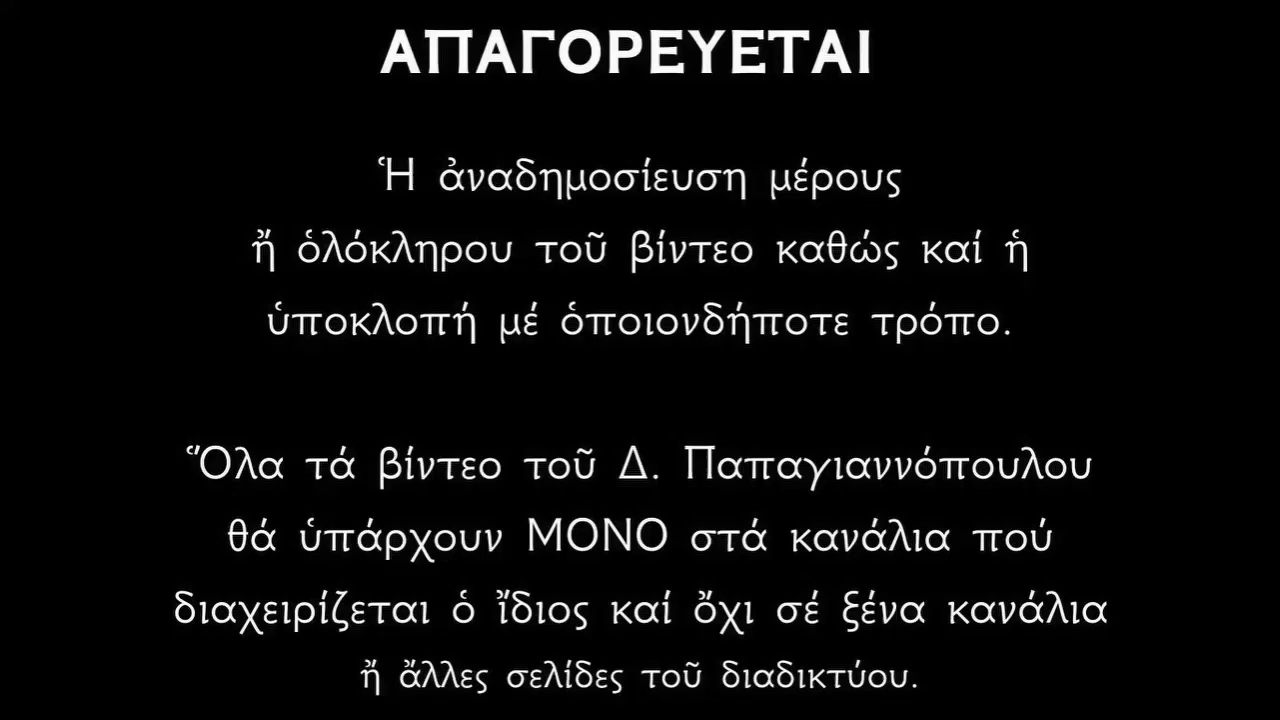 ΑΠΑΓΟΡΕΥΕΤΑΙ
Ἡ ἀναδημοσίευση μέρους
ἤ ὁλόκληρου τοῦ βίντεο καθώς καί ἡ
ὑποκλοπή μέ ὁποιονδήποτε τρόπο.
Ὅλα τά βίντεο τοῦ Δ. Παπαγιαννόπουλου
θά ὑπάρχουν ΜΟΝΟ στά κανάλια πού
διαχειρίζεται ὁ ἴδιος καί ὄχι σέ ξένα κανάλια
ἤ ἄλλες σελίδες τοῦ διαδικτύου.